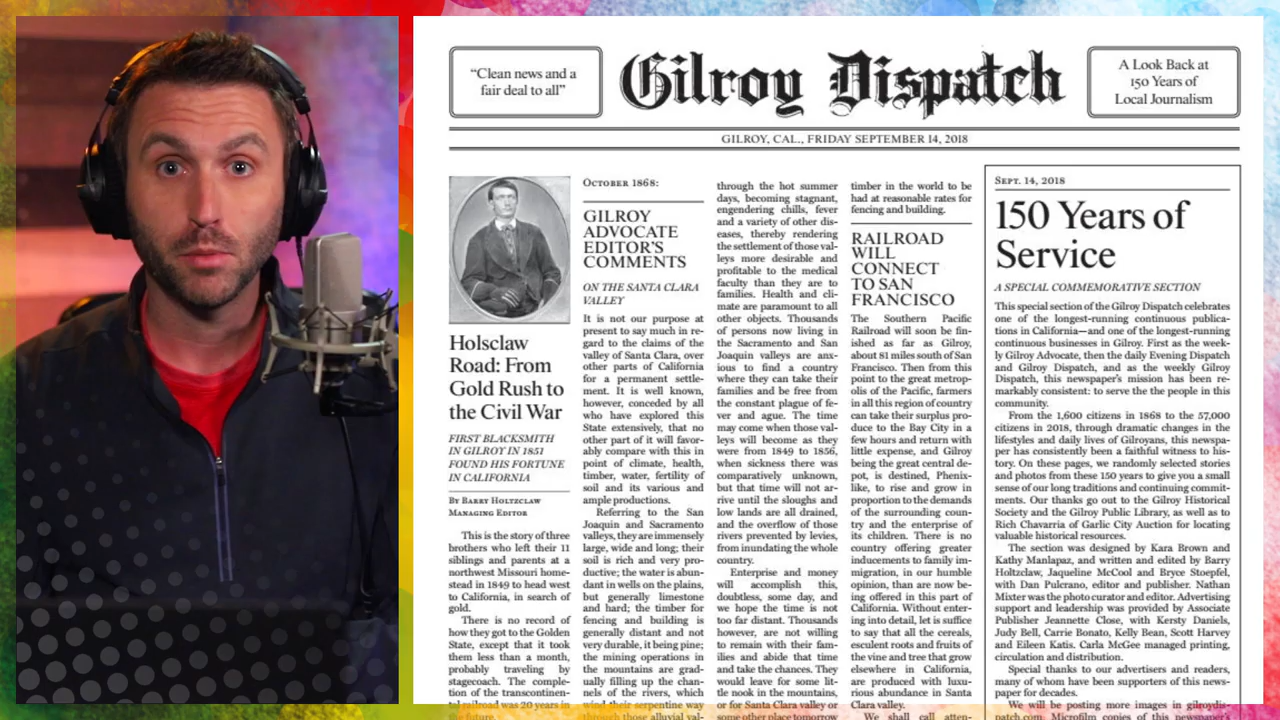 “Clean news and a
fair deal to all”
Gilroy Dispatch
A Look Back at
150 Years of
Local Journalism
GILROY, CAL., FRIDAY SEPTEMBER 14, 2018
Holsclaw
Road: From
Gold Rush to
the Civil War
FIRST BLACKSMITH
IN GILROY IN 1851
FOUND HIS FORTUNE
IN CALIFORNIA
By Barry Holtzclaw
Managing Editor
This is the story of three
brothers who left their 11
siblings and parents at a
northwest Missouri home-
stead in 1849 to head west
to California, in search of
gold.
There is no record of
how they got to the Golden
State, except that it took
them less than a month,
probably traveling by
stagecoach. The comple-
tion of the transcontinen-
tal railroad was 20 years in
the future.
October 1868:
GILROY
ADVOCATE
EDITOR’S
COMMENTS
ON THE SANTA CLARA
VALLEY
It is not our purpose at
present to say much in re-
gard to the claims of the
valley of Santa Clara, over
other parts of California
for a permanent settle-
ment. It is well known,
however, conceded by all
who have explored this
State extensively, that no
other part of it will favor-
ably compare with this in
point of climate, health,
timber, water, fertility of
soil and its various and
ample productions.
Referring to the San
Joaquin and Sacramento
valleys, they are immensely
large, wide and long; their
soil is rich and very pro-
ductive; the water is abun-
dant in wells on the plains,
but generally limestone
and hard; the timber for
fencing and building is
generally distant and not
very durable, it being pine;
the mining operations in
the mountains are grad-
ually filling up the chan-
nels of the rivers, which
wind their serpentine way
through those alluvial val-
through the hot summer
days, becoming stagnant,
engendering chills, fever
and a variety of other dis-
eases, thereby rendering
the settlement of those val-
leys more desirable and
profitable to the medical
faculty than they are to
families. Health and cli-
mate are paramount to all
other objects. Thousands
of persons now living in
the Sacramento and San
Joaquin valleys are anx-
ious to find a country
where they can take their
families and be free from
the constant plague of fe-
ver and ague. The time
may come when those val-
leys will become as they
were from 1849 to 1856,
when sickness there was
comparatively unknown,
but that time will not ar-
rive until the sloughs and
low lands are all drained,
and the overflow of those
rivers prevented by levies,
from inundating the whole
country.
Enterprise and money
will accomplish this,
doubtless, some day, and
we hope the time is not
too far distant. Thousands
however, are not willing
to remain with their fam-
ilies and abide that time
and take the chances. They
would leave for some lit-
tle nook in the mountains,
or for Santa Clara valley or
some other place tomorrow
timber in the world to be
had at reasonable rates for
fencing and building.
RAILROAD
WILL
CONNECT
TO SAN
FRANCISCO
The Southern Pacific
Railroad will soon be fin-
ished as far as Gilroy,
about 81 miles south of San
Francisco. Then from this
point to the great metrop-
olis of the Pacific, farmers
in all this region of country
can take their surplus pro-
duce to the Bay City in a
few hours and return with
little expense, and Gilroy
being the great central de-
pot, is destined, Phenix-
like, to rise and grow in
proportion to the demands
of the surrounding coun-
try and the enterprise of
its children. There is no
country offering greater
inducements to family im-
migration, in our humble
opinion, than are now be-
ing offered in this part of
California. Without enter-
ing into detail, let is suffice
to say that all the cereals,
esculent roots and fruits of
the vine and tree that grow
elsewhere in California,
are produced with luxu-
rious abundance in Santa
Clara valley.
We shall call atten-
Sept. 14, 2018
150 Years of
Service
A SPECIAL COMMEMORATIVE SECTION
This special section of the Gilroy Dispatch celebrates
one of the longest-running continuous publica-
tions in California—and one of the longest-running
continuous businesses in Gilroy. First as the week-
ly Gilroy Advocate, then the daily Evening Dispatch
and Gilroy Dispatch, and as the weekly Gilroy
Dispatch, this newspaper’s mission has been re-
markably consistent: to serve the the people in this
community.
From the 1,600 citizens in 1868 to the 57,000
citizens in 2018, through dramatic changes in the
lifestyles and daily lives of Gilroyans, this newspa-
per has consistently been a faithful witness to his-
tory. On these pages, we randomly selected stories
and photos from these 150 years to give you a small
sense of our long traditions and continuing commit-
ments. Our thanks go out to the Gilroy Historical
Society and the Gilroy Public Library, as well as to
Rich Chavarria of Garlic City Auction for locating
valuable historical resources.
The section was designed by Kara Brown and
Kathy Manlapaz, and written and edited by Barry
Holtzclaw, Jaqueline McCool and Bryce Stoepfel,
with Dan Pulcrano, editor and publisher. Nathan
Mixter was the photo curator and editor. Advertising
support and leadership was provided by Associate
Publisher Jeannette Close, with Kersty Daniels,
Judy Bell, Carrie Bonato, Kelly Bean, Scott Harvey
and Eileen Katis. Carla McGee managed printing,
circulation and distribution.
Special thanks to our advertisers and readers,
many of whom have been supporters of this news-
paper for decades.
We will be posting more images in gilroydis-
patch.com. Microfilm copies of this newspaper’s